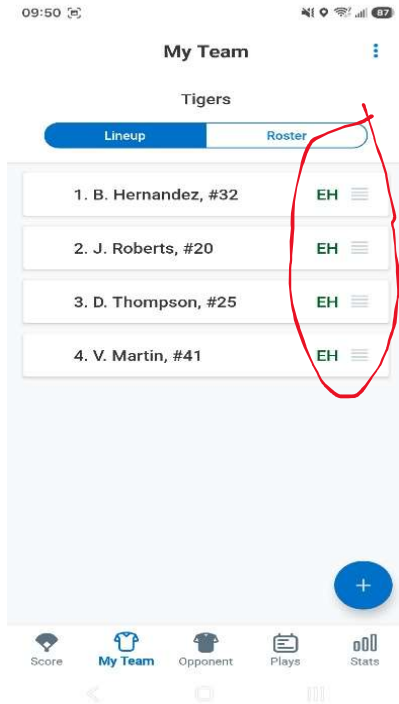 09:50 87
My Team
Tigers
Lineup Roster
1. B. Hernandez, #32 EH
2. J. Roberts, #20 EH
3. D. Thompson, #25 EH
4. V. Martin, #41 EH
+
Score My Team Opponent Plays Stats